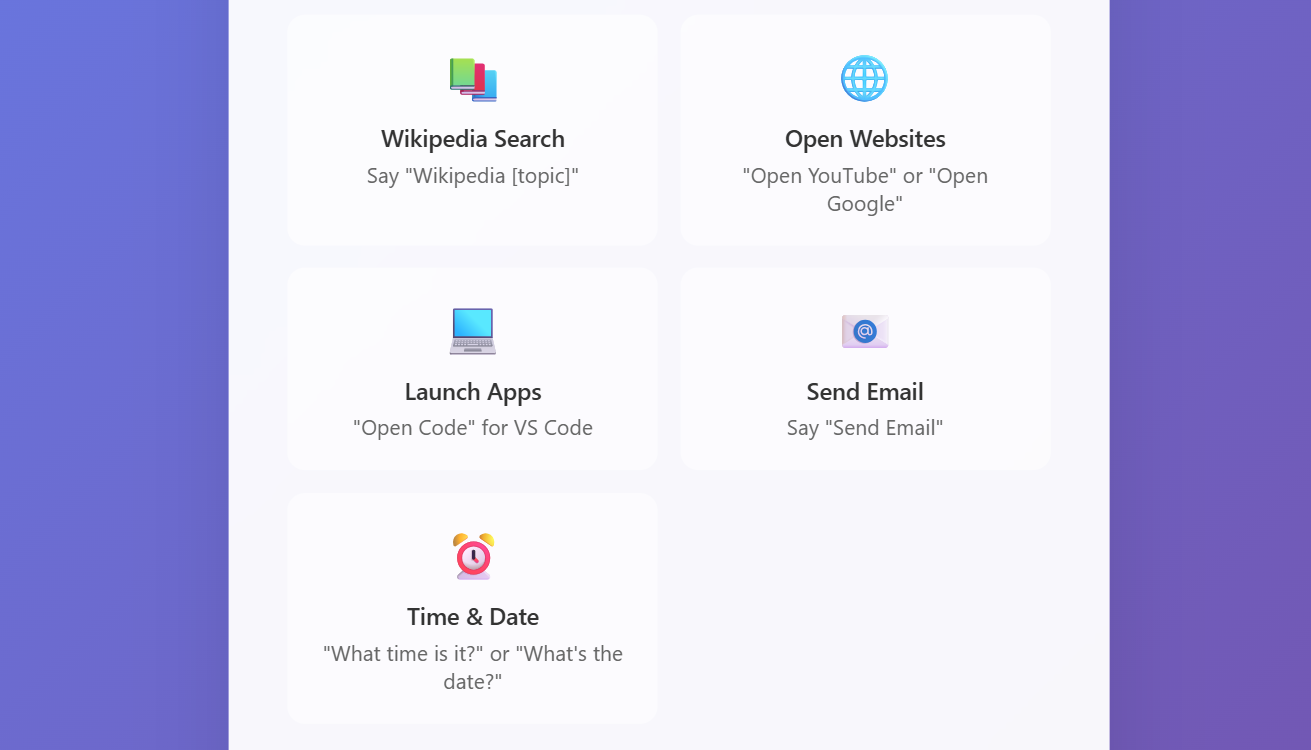 Wikipedia Search
Say "Wikipedia [topic]"
Open Websites
"Open YouTube" or "Open
Google"
Launch Apps
"Open Code" for VS Code
Send Email
Say "Send Email"
Time & Date
"What time is it?" or "What's the
date?"